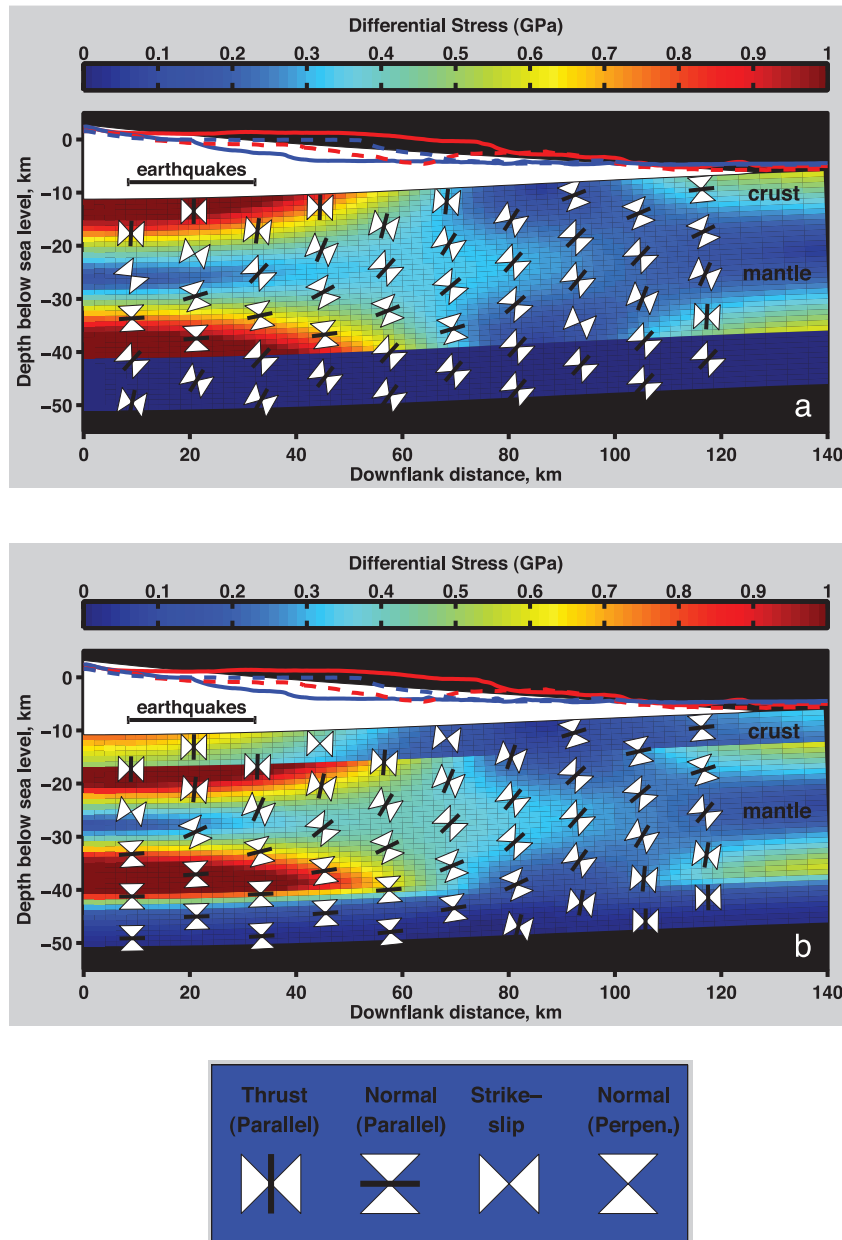 Differential Stress (GPa)
0 0.1 0.2 0.3 0.4 0.5 0.6 0.7 0.8 0.9 1
0
−10
−20
−30
−40
−50
Depth below sea level, km
earthquakes
crust
mantle
a
0 20 40 60 80 100 120 140
Downflank distance, km
Differential Stress (GPa)
0 0.1 0.2 0.3 0.4 0.5 0.6 0.7 0.8 0.9 1
0
−10
−20
−30
−40
−50
Depth below sea level, km
earthquakes
crust
mantle
b
0 20 40 60 80 100 120 140
Downflank distance, km
Thrust Normal Strike– Normal
(Parallel) (Parallel) slip (Perpen.)